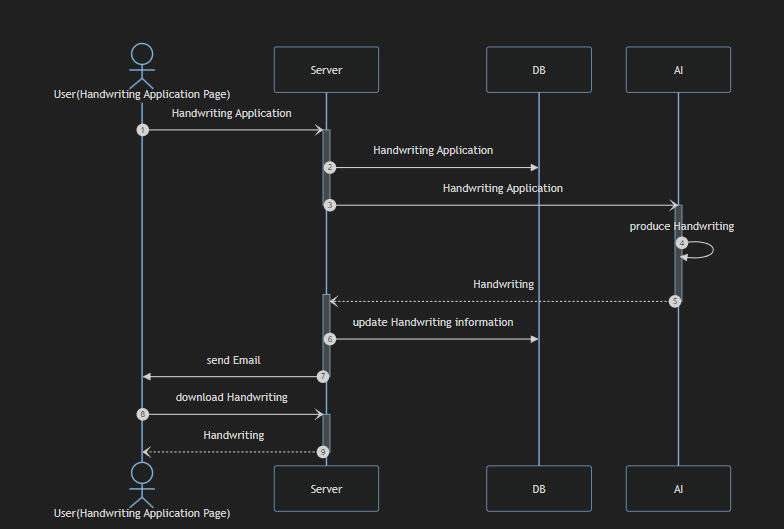 User(Handwriting Application Page)
Server
DB
AI
Handwriting Application
1
Handwriting Application
2
Handwriting Application
3
produce Handwriting
4
Handwriting
5
update Handwriting information
6
send Email
7
download Handwriting
8
Handwriting
9
User(Handwriting Application Page)
Server
DB
AI